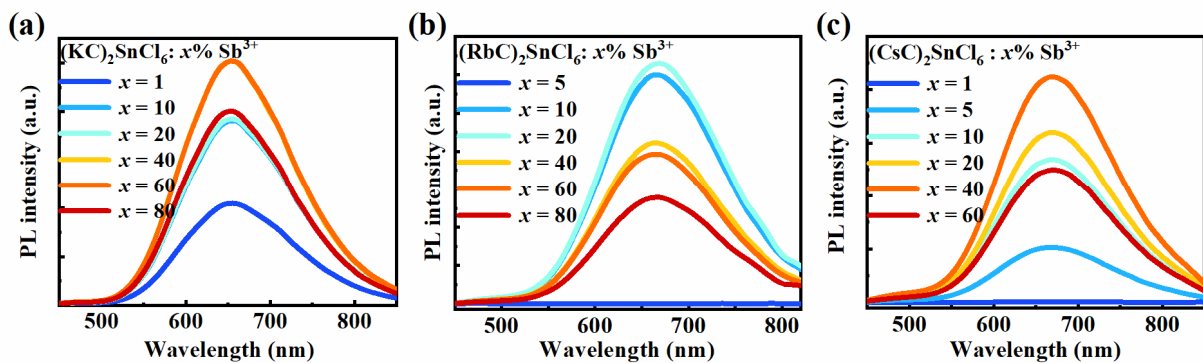 (a)
(KC)₂SnCl₆: x% Sb³⁺
x = 1
x = 10
x = 20
x = 40
x = 60
x = 80
PL intensity (a.u.)
500 600 700 800
Wavelength (nm)
(b)
(RbC)₂SnCl₆: x% Sb³⁺
x = 5
x = 10
x = 20
x = 40
x = 60
x = 80
PL intensity (a.u.)
500 600 700 800
Wavelength (nm)
(c)
(CsC)₂SnCl₆ : x% Sb³⁺
x = 1
x = 5
x = 10
x = 20
x = 40
x = 60
PL intensity (a.u.)
500 600 700 800
Wavelength (nm)